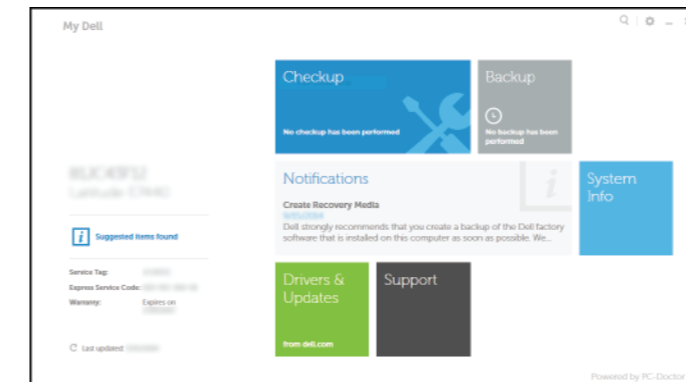 My Dell
Checkup
No checkup has been performed
Backup
No backup has been
performed
Notifications
Create Recovery Media
Dell strongly recommends that you create a backup of the Dell factory
software that is installed on this computer as soon as possible. We...
System
Info
i Suggested items found
Service Tag:
Express Service Code:
Warranty: Expires on
Last updated:
Drivers &
Updates
from dell.com
Support
Powered by PC-Doctor